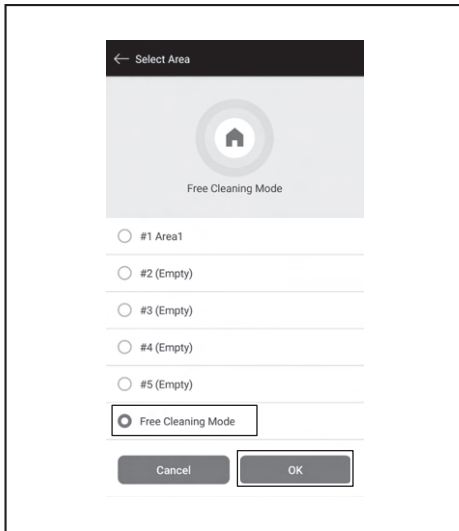 Select Area
Free Cleaning Mode
#1 Area1
#2 (Empty)
#3 (Empty)
#4 (Empty)
#5 (Empty)
Free Cleaning Mode
Cancel OK